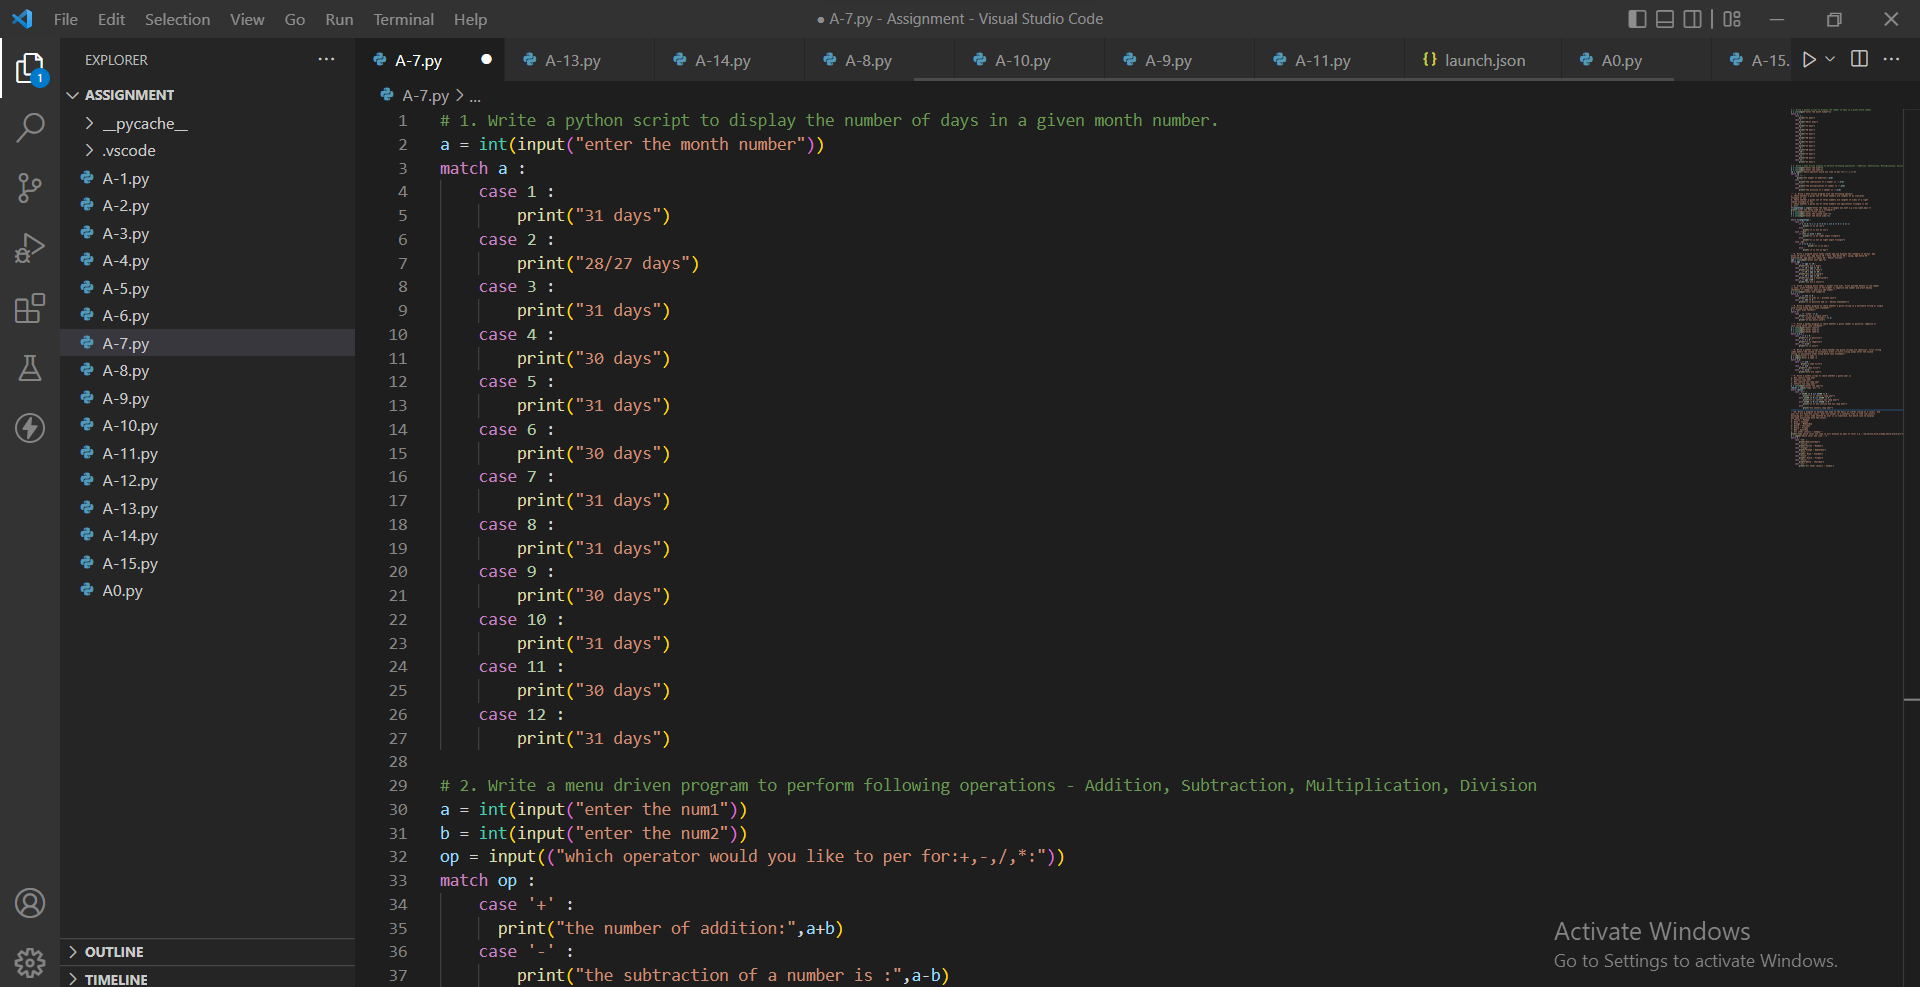 File Edit Selection View Go Run Terminal Help
● A-7.py - Assignment - Visual Studio Code
EXPLORER
1
ASSIGNMENT
__pycache__
.vscode
A-1.py
A-2.py
A-3.py
A-4.py
A-5.py
A-6.py
A-7.py
A-8.py
A-9.py
A-10.py
A-11.py
A-12.py
A-13.py
A-14.py
A-15.py
A0.py
OUTLINE
TIMELINE
A-7.py ● A-13.py A-14.py A-8.py A-10.py A-9.py A-11.py {} launch.json A0.py A-15.
A-7.py > ...
1 # 1. Write a python script to display the number of days in a given month number.
2 a = int(input("enter the month number"))
3 match a :
4     case 1 :
5         print("31 days")
6     case 2 :
7         print("28/27 days")
8     case 3 :
9         print("31 days")
10     case 4 :
11         print("30 days")
12     case 5 :
13         print("31 days")
14     case 6 :
15         print("30 days")
16     case 7 :
17         print("31 days")
18     case 8 :
19         print("31 days")
20     case 9 :
21         print("30 days")
22     case 10 :
23         print("31 days")
24     case 11 :
25         print("30 days")
26     case 12 :
27         print("31 days")
28
29 # 2. Write a menu driven program to perform following operations - Addition, Subtraction, Multiplication, Division
30 a = int(input("enter the num1"))
31 b = int(input("enter the num2"))
32 op = input(("which operator would you like to per for:+,-,/,*:"))
33 match op :
34     case '+' :
35       print("the number of addition:",a+b)
36     case '-' :
37         print("the subtraction of a number is :",a-b)
Activate Windows
Go to Settings to activate Windows.